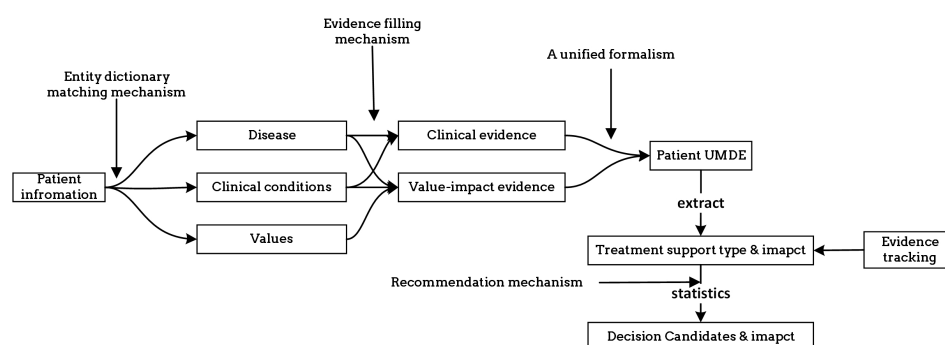 Evidence filling
mechanism
A unified formalism
Entity dictionary
matching mechanism
Disease
Clinical evidence
Patient UMDE
Patient
infromation
Clinical conditions
Value-impact evidence
extract
Values
Treatment support type & imapct
Evidence
tracking
Recommendation mechanism
statistics
Decision Candidates & imapct